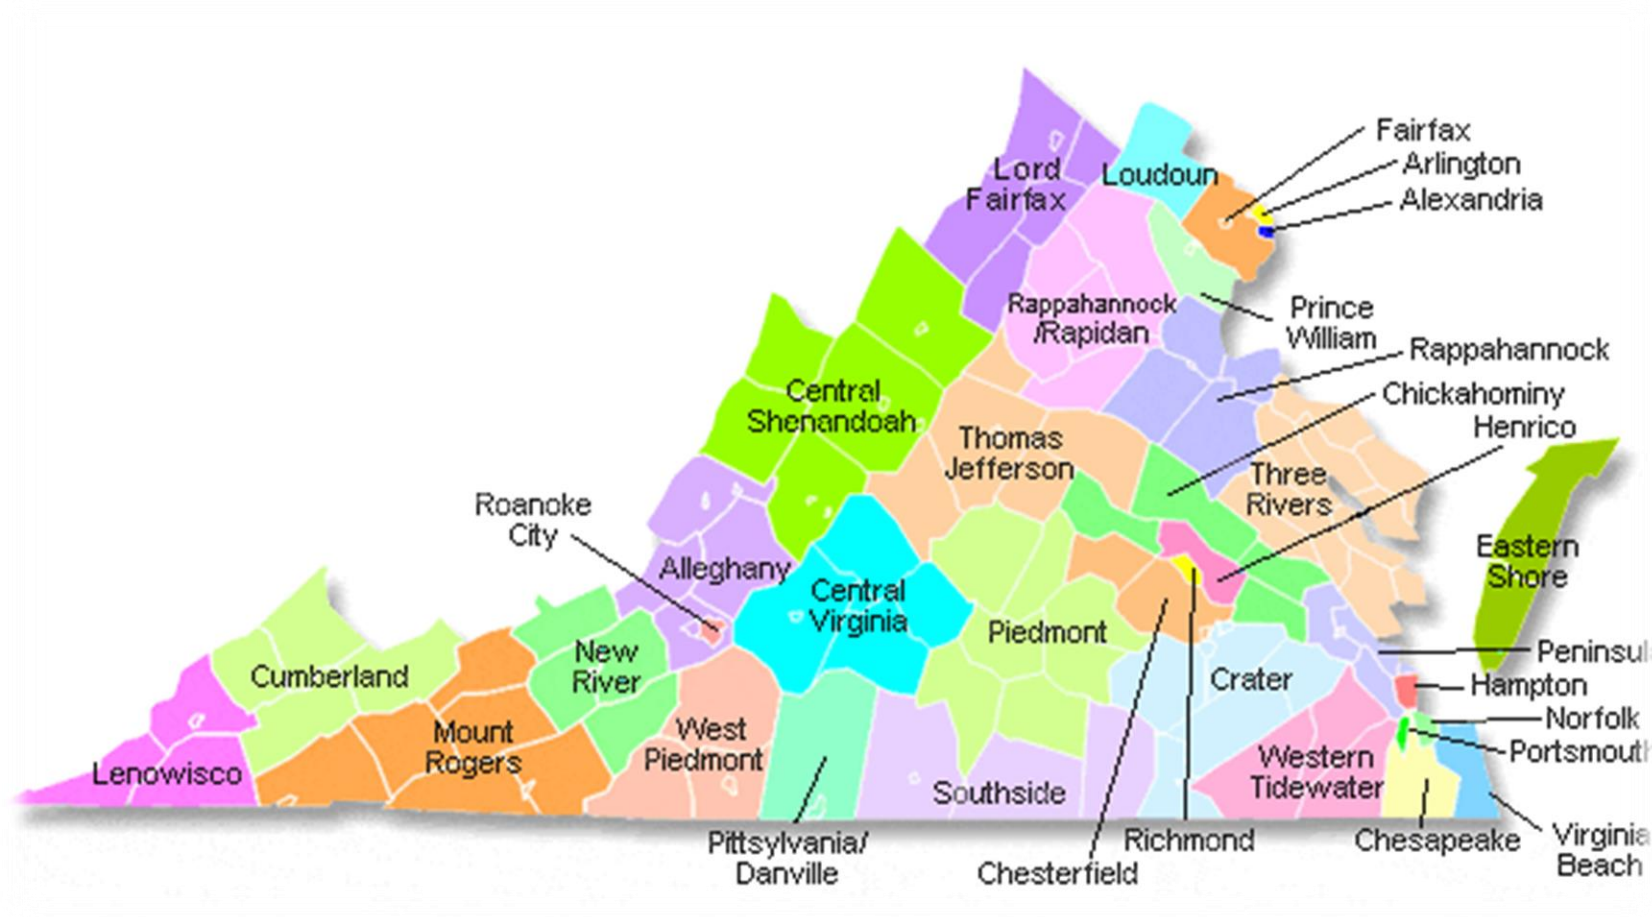 Fairfax
Arlington
Alexandria
Lord
Fairfax
Loudoun
Rappahannock
/Rapidan
Prince
William
Rappahannock
Chickahominy
Henrico
Central
Shenandoah
Thomas
Jefferson
Three
Rivers
Roanoke
City
Alleghany
Eastern
Shore
Central
Virginia
Piedmont
Cumberland
New
River
Peninsul
Crater
Hampton
Norfolk
Portsmouth
Mount
Rogers
West
Piedmont
Lenowisco
Western
Tidewater
Southside
Pittsylvania/
Danville
Chesterfield
Richmond
Chesapeake
Virginia
Beach